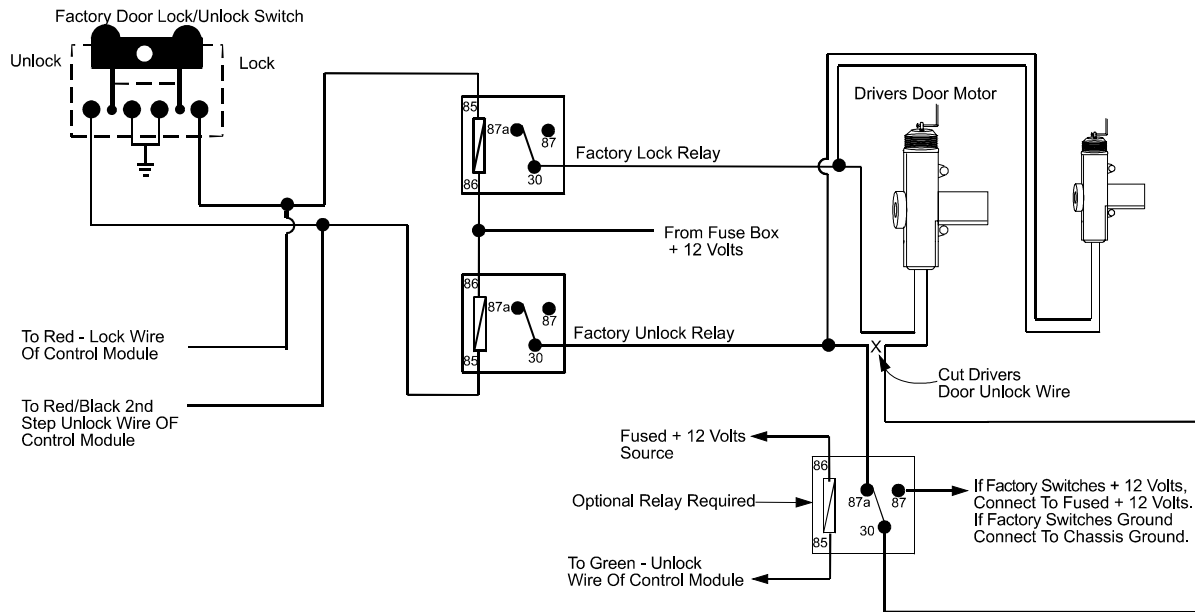 Factory Door Lock/Unlock Switch
Unlock
Lock
85
87a
87
30
86
Factory Lock Relay
Drivers Door Motor
From Fuse Box
+ 12 Volts
86
87a
87
30
85
Factory Unlock Relay
To Red - Lock Wire
Of Control Module
To Red/Black 2nd
Step Unlock Wire OF
Control Module
X
Cut Drivers
Door Unlock Wire
Fused + 12 Volts
Source
Optional Relay Required
86
87a
87
30
85
If Factory Switches + 12 Volts,
Connect To Fused + 12 Volts.
If Factory Switches Ground
Connect To Chassis Ground.
To Green - Unlock
Wire Of Control Module